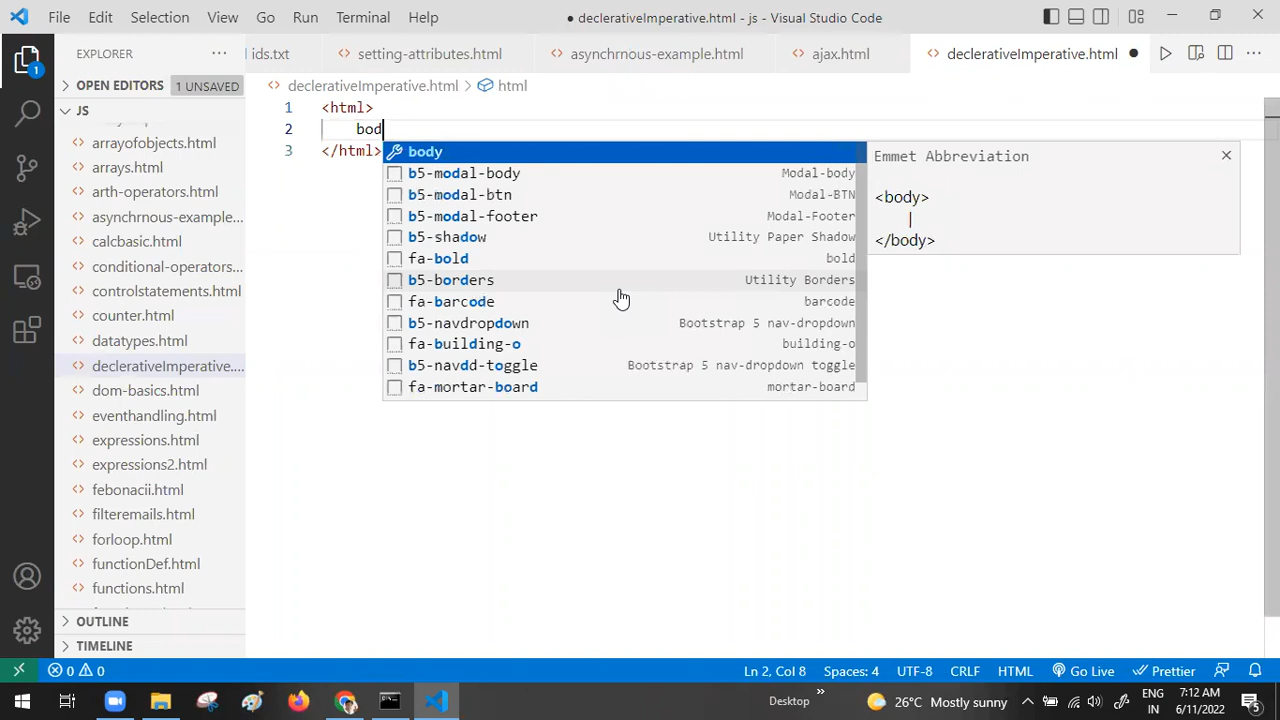 File Edit Selection View Go Run Terminal Help
● declerativeImperative.html - js - Visual Studio Code
EXPLORER
ids.txt setting-attributes.html asynchrnous-example.html ajax.html declerativeImperative.html
OPEN EDITORS 1 UNSAVED
JS
arrayofobjects.html
arrays.html
arth-operators.html
asynchrnous-example...
calcbasic.html
conditional-operators...
controlstatements.html
counter.html
datatypes.html
declerativeImperative....
dom-basics.html
eventhandling.html
expressions.html
expressions2.html
febonacii.html
filteremails.html
forloop.html
functionDef.html
functions.html
OUTLINE
TIMELINE
declerativeImperative.html > html
1 <html>
2 bod
3 </html>
body
b5-modal-body Modal-body
b5-modal-btn Modal-BTN
b5-modal-footer Modal-Footer
b5-shadow Utility Paper Shadow
fa-bold bold
b5-borders Utility Borders
fa-barcode barcode
b5-navdropdown Bootstrap 5 nav-dropdown
fa-building-o building-o
b5-navdd-toggle Bootstrap 5 nav-dropdown toggle
fa-mortar-board mortar-board
Emmet Abbreviation
<body>
|
</body>
0 0 Ln 2, Col 8 Spaces: 4 UTF-8 CRLF HTML Go Live Prettier
Desktop » 26°C Mostly sunny ENG IN 7:12 AM 6/11/2022 5
1